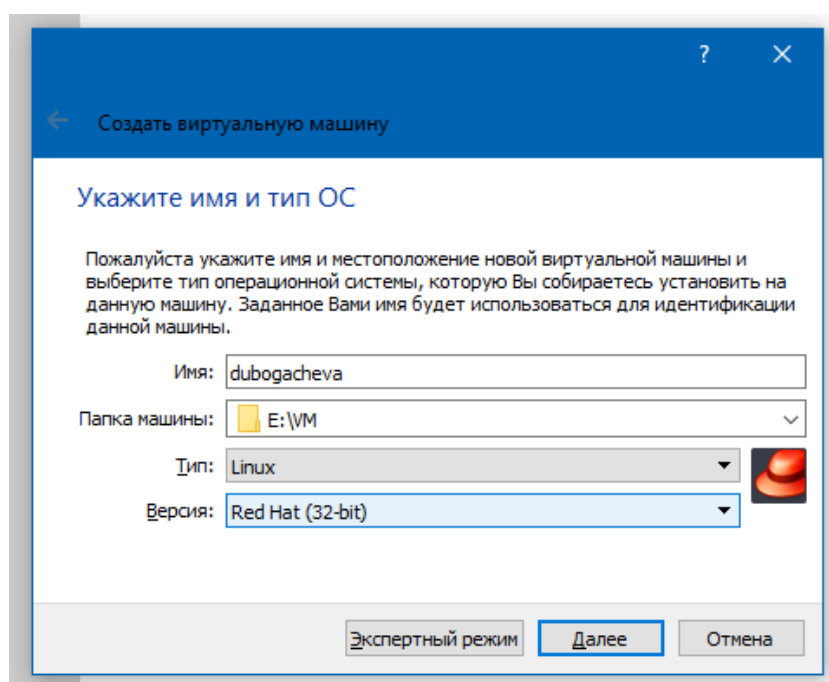 ?
Создать виртуальную машину
Укажите имя и тип ОС
Пожалуйста укажите имя и местоположение новой виртуальной машины и
выберите тип операционной системы, которую Вы собираетесь установить на
данную машину. Заданное Вами имя будет использоваться для идентификации
данной машины.
Имя: dubogacheva
Папка машины: E:\VM
Тип: Linux
Версия: Red Hat (32-bit)
Экспертный режим Далее Отмена